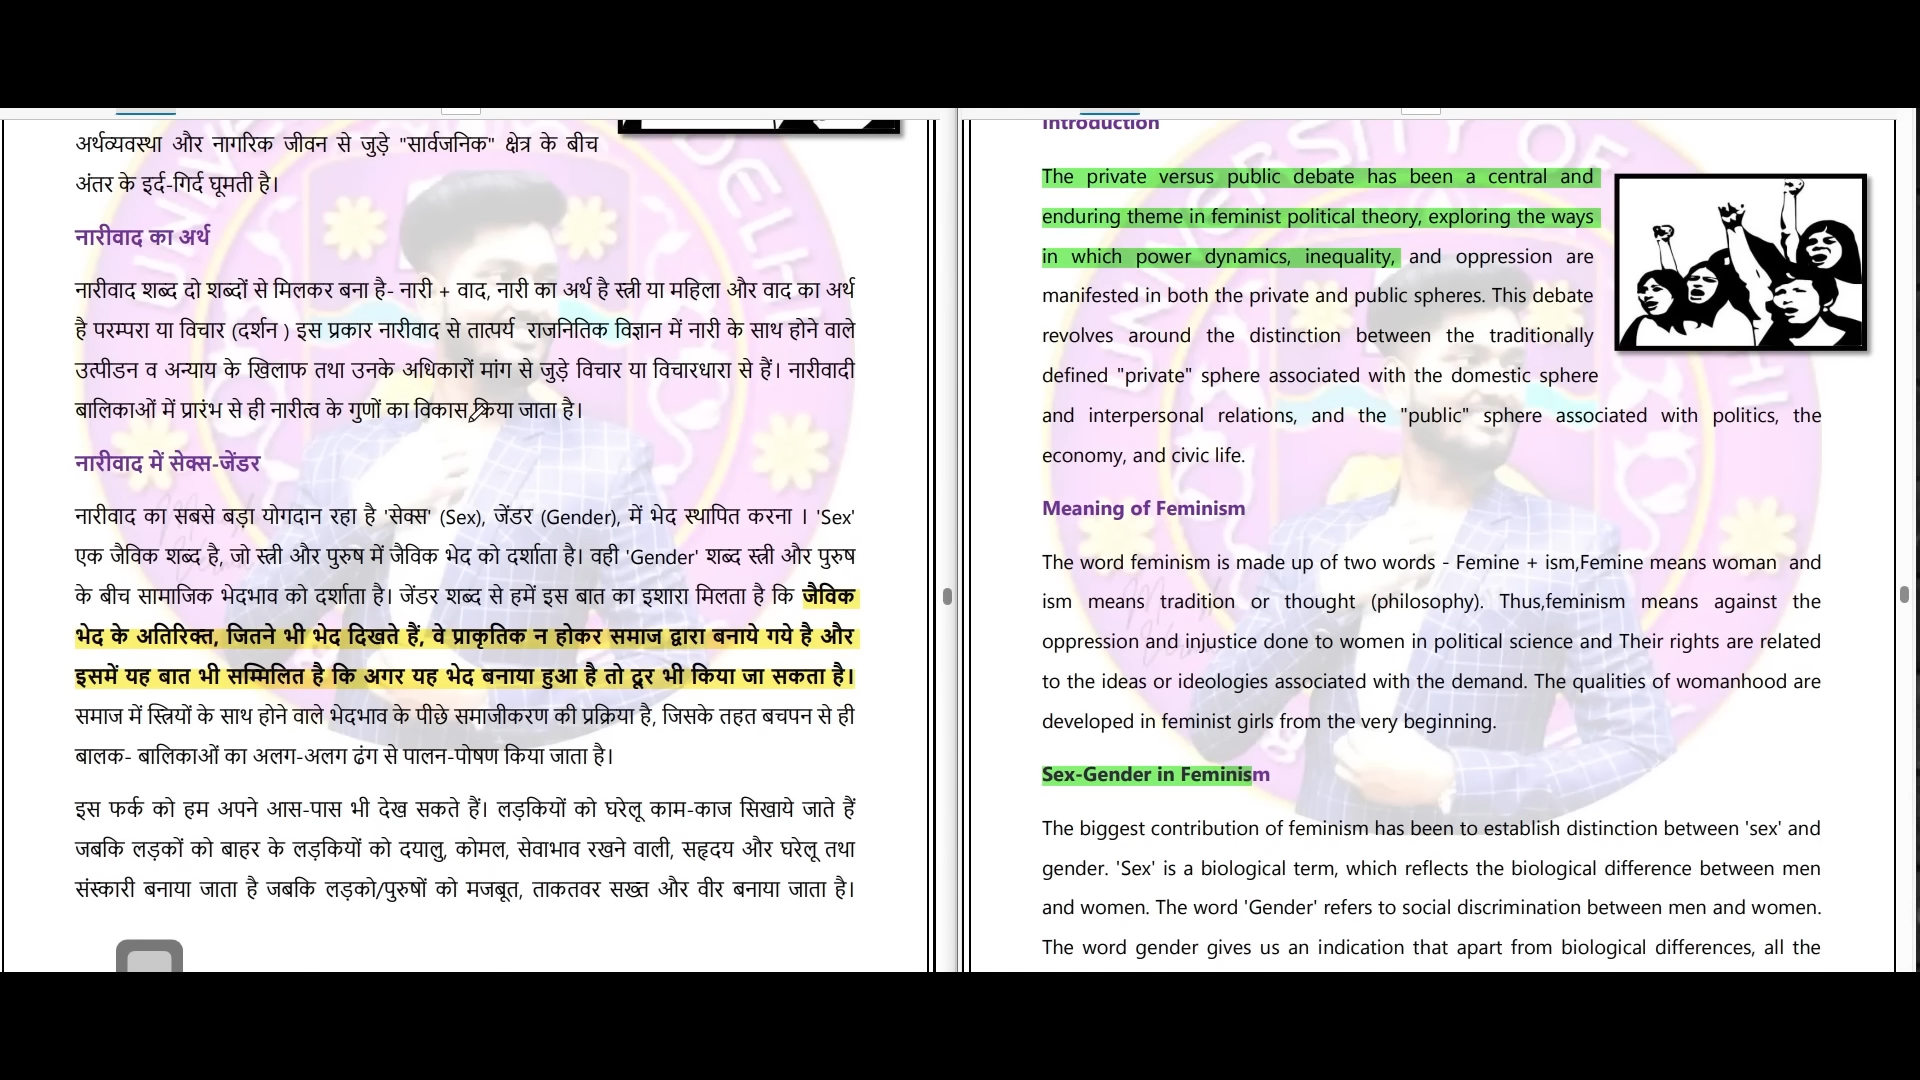 अर्थव्यवस्था और नागरिक जीवन से जुड़े "सार्वजनिक" क्षेत्र के बीच
अंतर के इर्द-गिर्द घूमती है।
नारीवाद का अर्थ
नारीवाद शब्द दो शब्दों से मिलकर बना है- नारी + वाद, नारी का अर्थ है स्त्री या महिला और वाद का अर्थ
है परम्परा या विचार (दर्शन ) इस प्रकार नारीवाद से तात्पर्य राजनितिक विज्ञान में नारी के साथ होने वाले
उत्पीडन व अन्याय के खिलाफ तथा उनके अधिकारों मांग से जुड़े विचार या विचारधारा से हैं। नारीवादी
बालिकाओं में प्रारंभ से ही नारीत्व के गुणों का विकास किया जाता है।
नारीवाद में सेक्स-जेंडर
नारीवाद का सबसे बड़ा योगदान रहा है 'सेक्स' (Sex), जेंडर (Gender), में भेद स्थापित करना । 'Sex'
एक जैविक शब्द है, जो स्त्री और पुरुष में जैविक भेद को दर्शाता है। वही 'Gender' शब्द स्त्री और पुरुष
के बीच सामाजिक भेदभाव को दर्शाता है। जेंडर शब्द से हमें इस बात का इशारा मिलता है कि जैविक
भेद के अतिरिक्त, जितने भी भेद दिखते हैं, वे प्राकृतिक न होकर समाज द्वारा बनाये गये है और
इसमें यह बात भी सम्मिलित है कि अगर यह भेद बनाया हुआ है तो दूर भी किया जा सकता है।
समाज में स्त्रियों के साथ होने वाले भेदभाव के पीछे समाजीकरण की प्रक्रिया है, जिसके तहत बचपन से ही
बालक- बालिकाओं का अलग-अलग ढंग से पालन-पोषण किया जाता है।
इस फर्क को हम अपने आस-पास भी देख सकते हैं। लड़कियों को घरेलू काम-काज सिखाये जाते हैं
जबकि लड़कों को बाहर के लड़कियों को दयालु, कोमल, सेवाभाव रखने वाली, सहृदय और घरेलू तथा
संस्कारी बनाया जाता है जबकि लड़को/पुरुषों को मजबूत, ताकतवर सख्त और वीर बनाया जाता है।
Introduction
The private versus public debate has been a central and
enduring theme in feminist political theory, exploring the ways
in which power dynamics, inequality, and oppression are
manifested in both the private and public spheres. This debate
revolves around the distinction between the traditionally
defined "private" sphere associated with the domestic sphere
and interpersonal relations, and the "public" sphere associated with politics, the
economy, and civic life.
Meaning of Feminism
The word feminism is made up of two words - Femine + ism,Femine means woman and
ism means tradition or thought (philosophy). Thus,feminism means against the
oppression and injustice done to women in political science and Their rights are related
to the ideas or ideologies associated with the demand. The qualities of womanhood are
developed in feminist girls from the very beginning.
Sex-Gender in Feminism
The biggest contribution of feminism has been to establish distinction between 'sex' and
gender. 'Sex' is a biological term, which reflects the biological difference between men
and women. The word 'Gender' refers to social discrimination between men and women.
The word gender gives us an indication that apart from biological differences, all the
UNIVERSITY OF DELHI